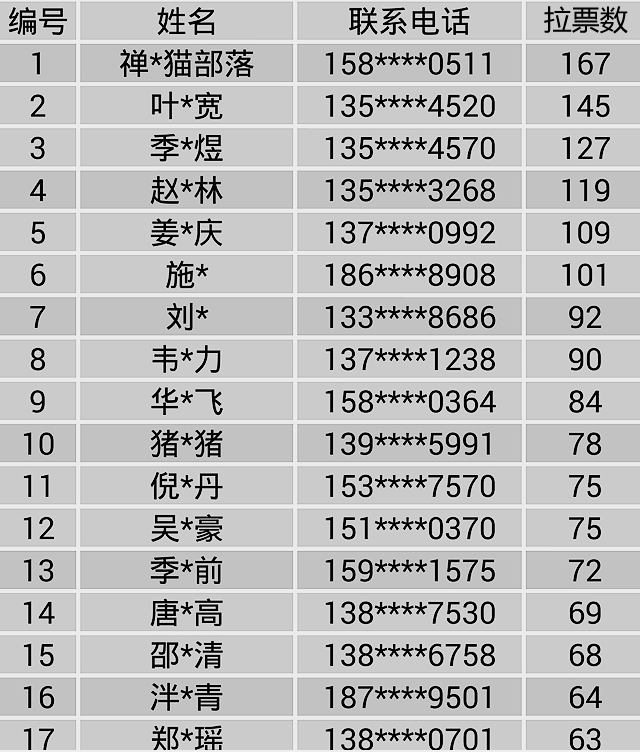 编号 姓名 联系电话 拉票数
1 禅*猫部落 158****0511 167
2 叶*宽 135****4520 145
3 季*煜 135****4570 127
4 赵*林 135****3268 119
5 姜*庆 137****0992 109
6 施* 186****8908 101
7 刘* 133****8686 92
8 韦*力 137****1238 90
9 华*飞 158****0364 84
10 猪*猪 139****5991 78
11 倪*丹 153****7570 75
12 吴*豪 151****0370 75
13 季*前 159****1575 72
14 唐*高 138****7530 69
15 邵*清 138****6758 68
16 泮*青 187****9501 64
17 郑*瑶 138****0701 63